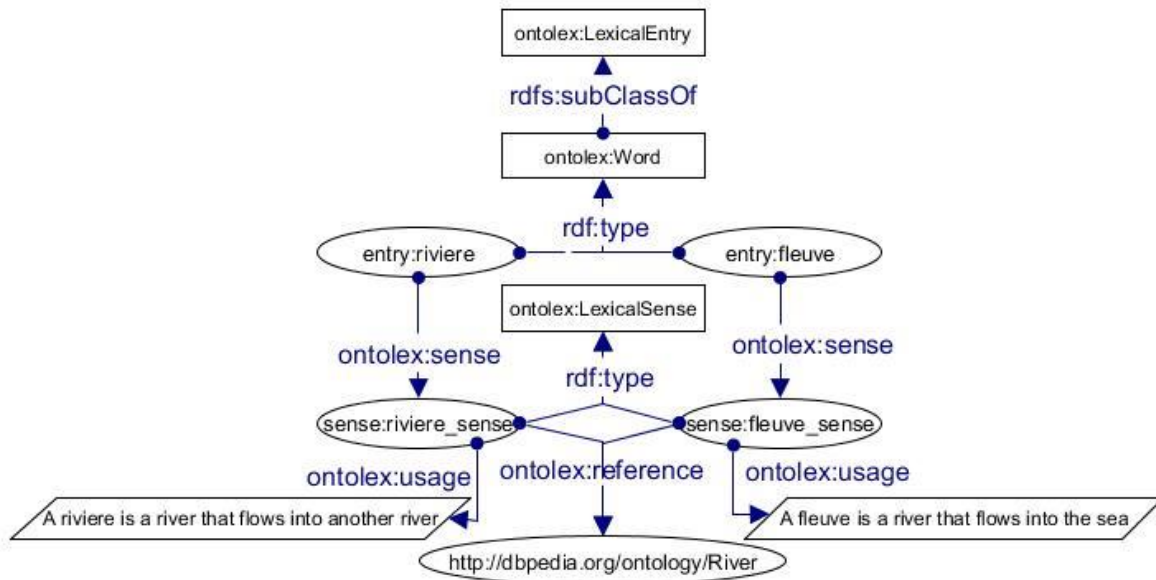 ontolex:LexicalEntry
rdfs:subClassOf
ontolex:Word
rdf:type
entry:riviere
entry:fleuve
ontolex:LexicalSense
ontolex:sense
ontolex:sense
rdf:type
sense:riviere_sense
sense:fleuve_sense
ontolex:usage
ontolex:reference
ontolex:usage
A riviere is a river that flows into another river
A fleuve is a river that flows into the sea
http://dbpedia.org/ontology/River